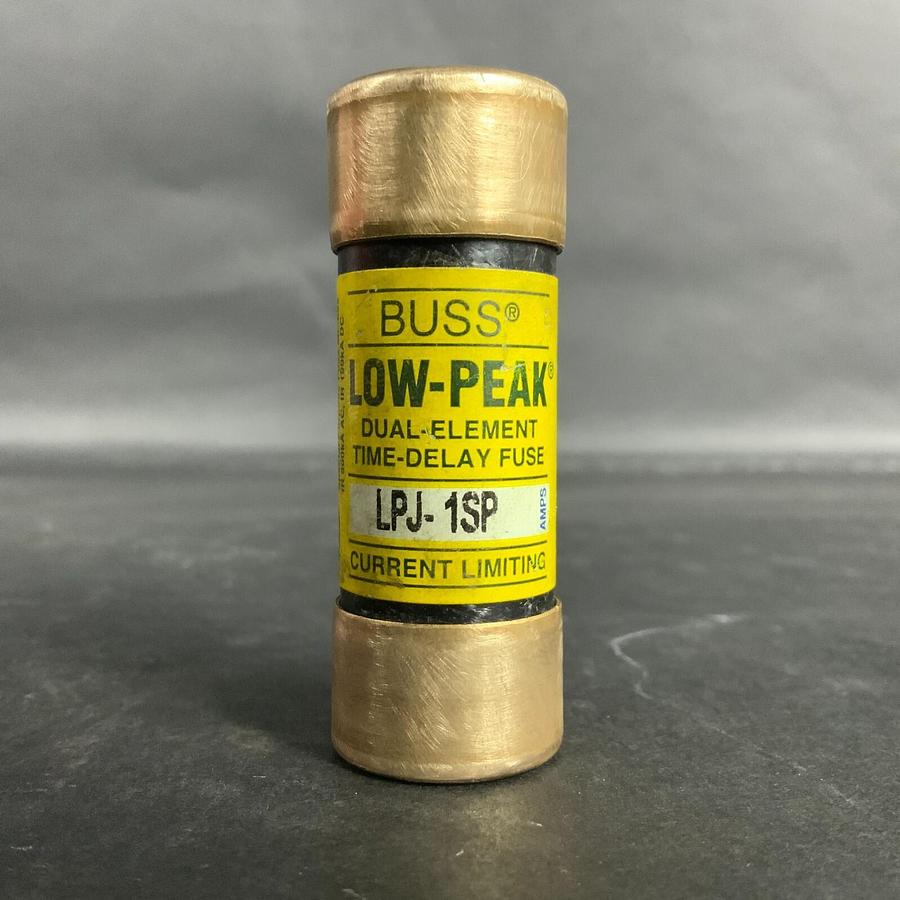 BUSS®
LOW-PEAK®
DUAL-ELEMENT
TIME-DELAY FUSE
LPJ-1SP
AMPS
CURRENT LIMITING